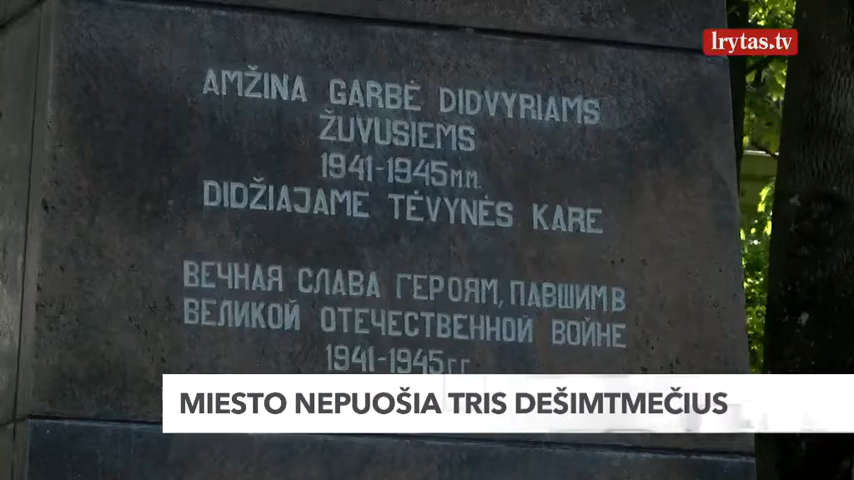 lrytas.tv
AMŽINA GARBĖ DIDVYRIAMS
ŽUVUSIEMS
1941-1945 M.M.
DIDŽIAJAME TĖVYNĖS KARE
ВЕЧНАЯ СЛАВА ГЕРОЯМ, ПАВШИМ В
ВЕЛИКОЙ ОТЕЧЕСТВЕННОЙ ВОЙНЕ
1941-1945 г.г.
MIESTO NEPUOŠIA TRIS DEŠIMTMEČIUS